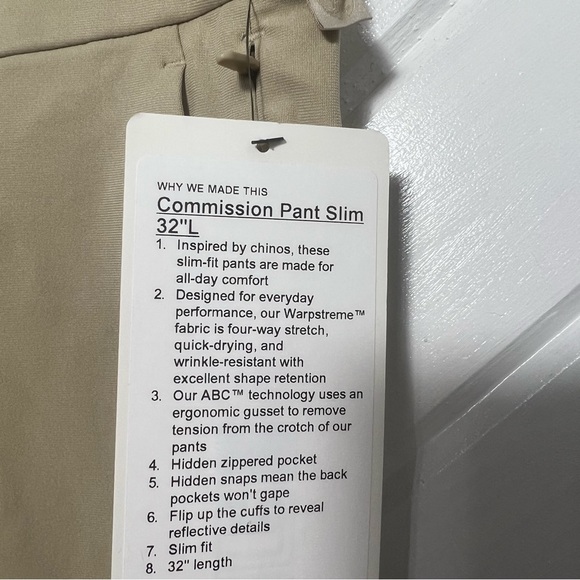 WHY WE MADE THIS
Commission Pant Slim
32"L
1. Inspired by chinos, these
slim-fit pants are made for
all-day comfort
2. Designed for everyday
performance, our Warpstreme™
fabric is four-way stretch,
quick-drying, and
wrinkle-resistant with
excellent shape retention
3. Our ABC™ technology uses an
ergonomic gusset to remove
tension from the crotch of our
pants
4. Hidden zippered pocket
5. Hidden snaps mean the back
pockets won't gape
6. Flip up the cuffs to reveal
reflective details
7. Slim fit
8. 32" length